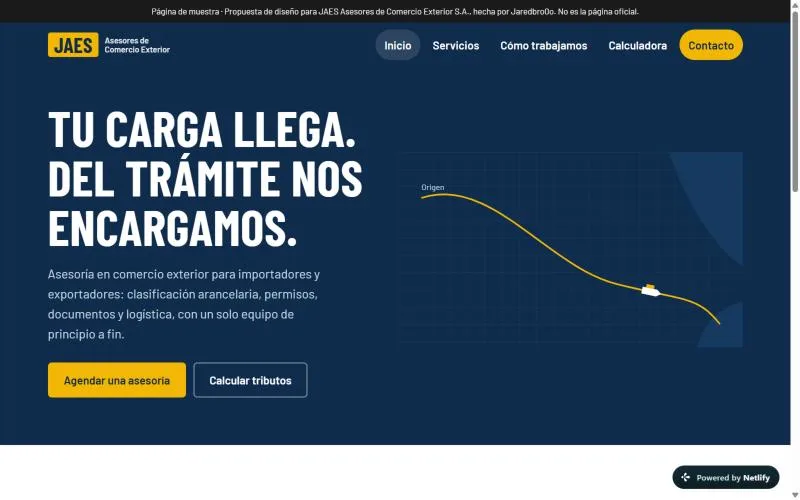 Página de muestra · Propuesta de diseño para JAES Asesores de Comercio Exterior S.A., hecha por Jaredbro0o. No es la página oficial.
JAES
Asesores de
Comercio Exterior
Inicio
Servicios
Cómo trabajamos
Calculadora
Contacto
TU CARGA LLEGA.
DEL TRÁMITE NOS
ENCARGAMOS.
Asesoría en comercio exterior para importadores y
exportadores: clasificación arancelaria, permisos,
documentos y logística, con un solo equipo de
principio a fin.
Agendar una asesoría
Calcular tributos
Origen
Powered by Netlify